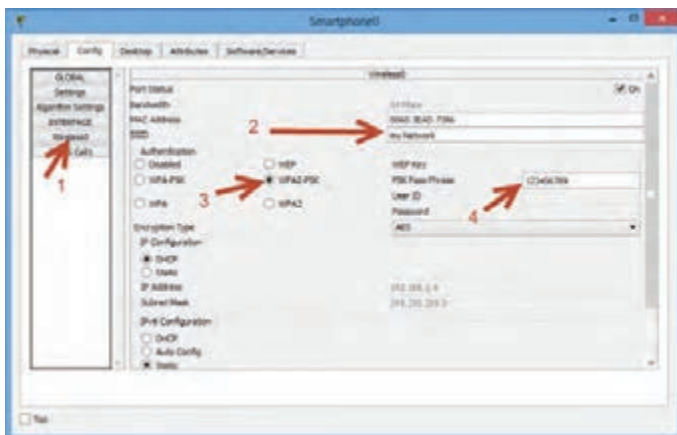 Smartphone0
Physical Config Desktop Attributes Software/Services
GLOBAL
Settings
Algorithm Settings
INTERFACE
Wireless0
1
Wireless0
Port Status On
Bandwidth
MAC Address
SSID 2 my Network
Authentication
Disabled WEP WEP Key
WPA-PSK 3 WPA2-PSK PSK Pass Phrase 123456789
User ID 4
WPA WPA2 Password
Encryption Type AES
IP Configuration
DHCP
Static
IP Address
Subnet Mask
IPv6 Configuration
DHCP
Auto Config
Static
Top